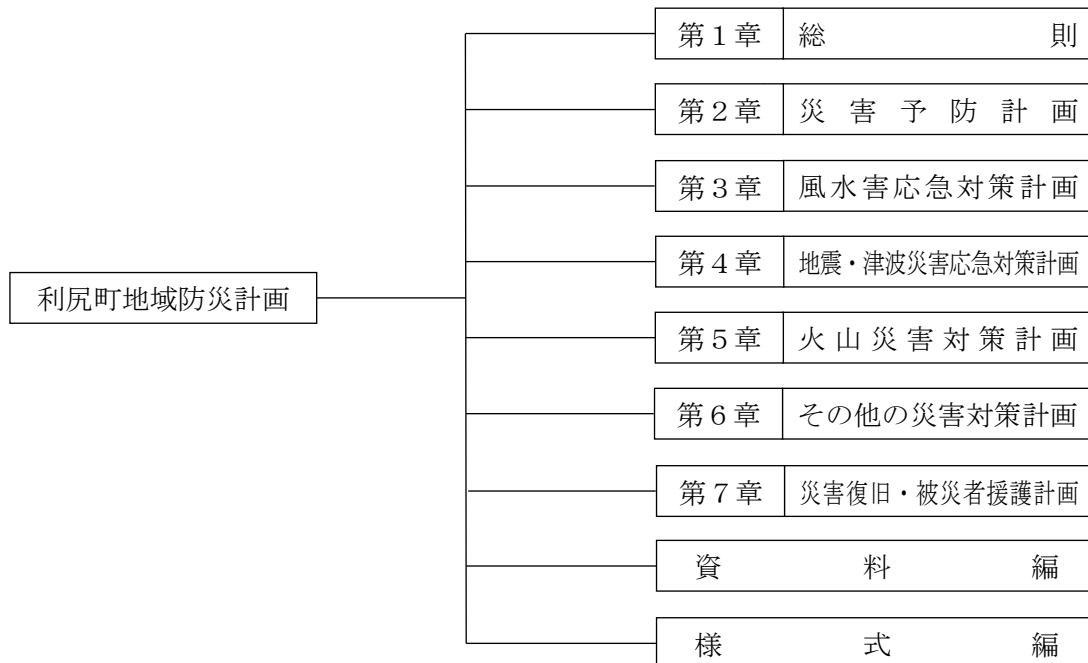 第１章 総則
第２章 災害予防計画
第３章 風水害応急対策計画
第４章 地震・津波災害応急対策計画
利尻町地域防災計画
第５章 火山災害対策計画
第６章 その他の災害対策計画
第７章 災害復旧・被災者援護計画
資料編
様式編